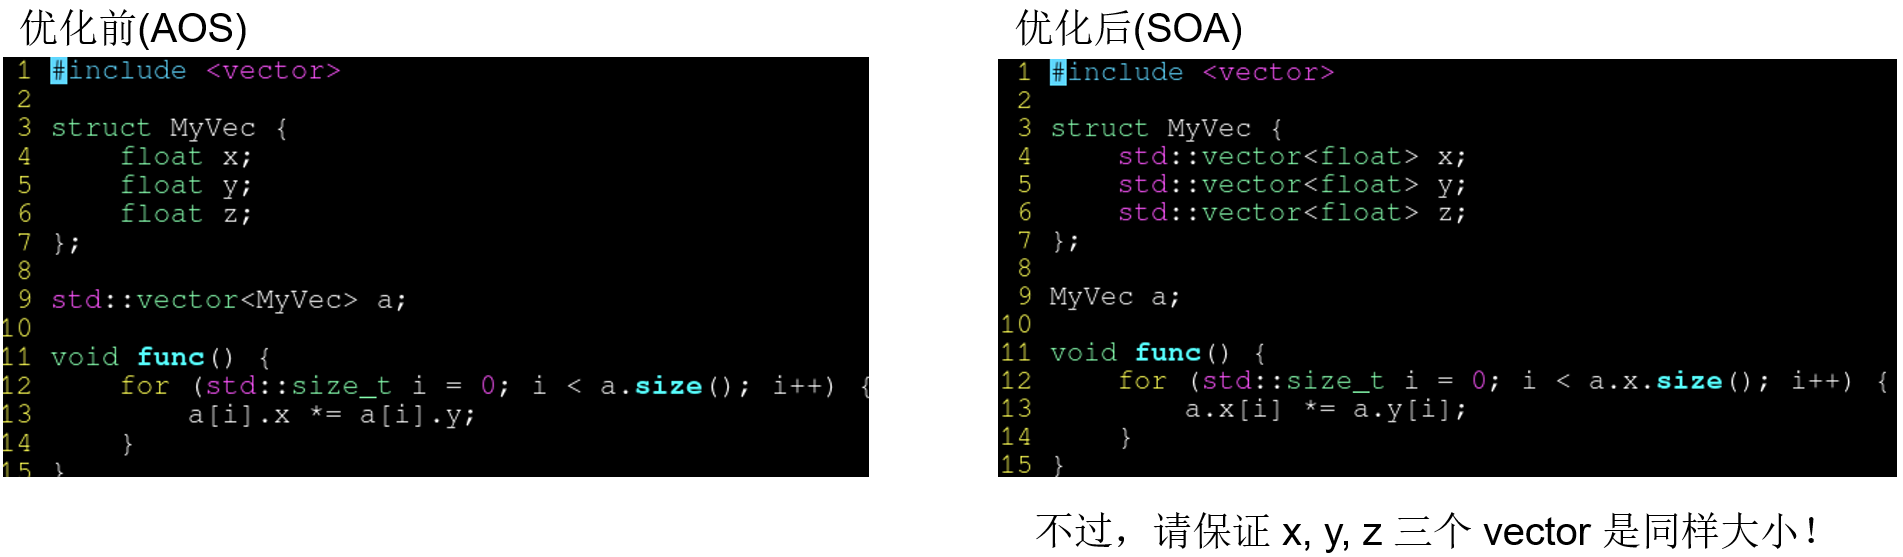 优化前(AOS)
1 #include <vector>
2
3 struct MyVec {
4     float x;
5     float y;
6     float z;
7 };
8
9 std::vector<MyVec> a;
10
11 void func() {
12     for (std::size_t i = 0; i < a.size(); i++) {
13         a[i].x *= a[i].y;
14     }
15 }
优化后(SOA)
1 #include <vector>
2
3 struct MyVec {
4     std::vector<float> x;
5     std::vector<float> y;
6     std::vector<float> z;
7 };
8
9 MyVec a;
10
11 void func() {
12     for (std::size_t i = 0; i < a.x.size(); i++) {
13         a.x[i] *= a.y[i];
14     }
15 }
不过，请保证 x, y, z 三个 vector 是同样大小！